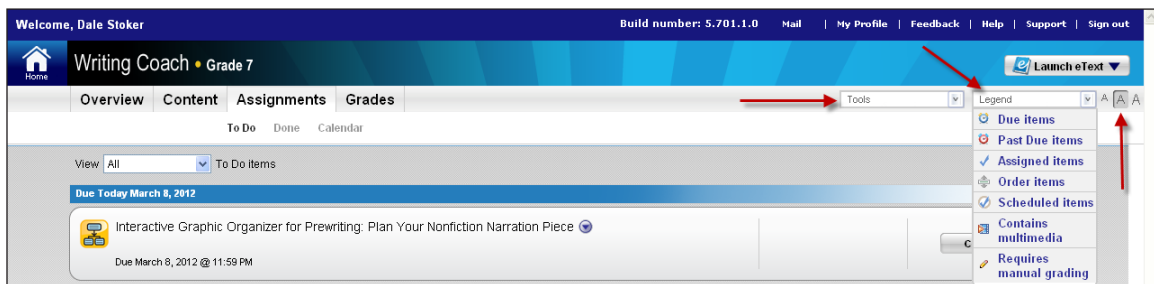 Welcome, Dale Stoker
Build number: 5.701.1.0 Mail | My Profile | Feedback | Help | Support | Sign out
Home
Writing Coach • Grade 7
Launch eText
Overview Content Assignments Grades
Tools
Legend
A A A
To Do Done Calendar
Due items
Past Due items
Assigned items
Order items
Scheduled items
Contains
multimedia
Requires
manual grading
View All To Do items
Due Today March 8, 2012
Interactive Graphic Organizer for Prewriting: Plan Your Nonfiction Narration Piece
Due March 8, 2012 @ 11:59 PM